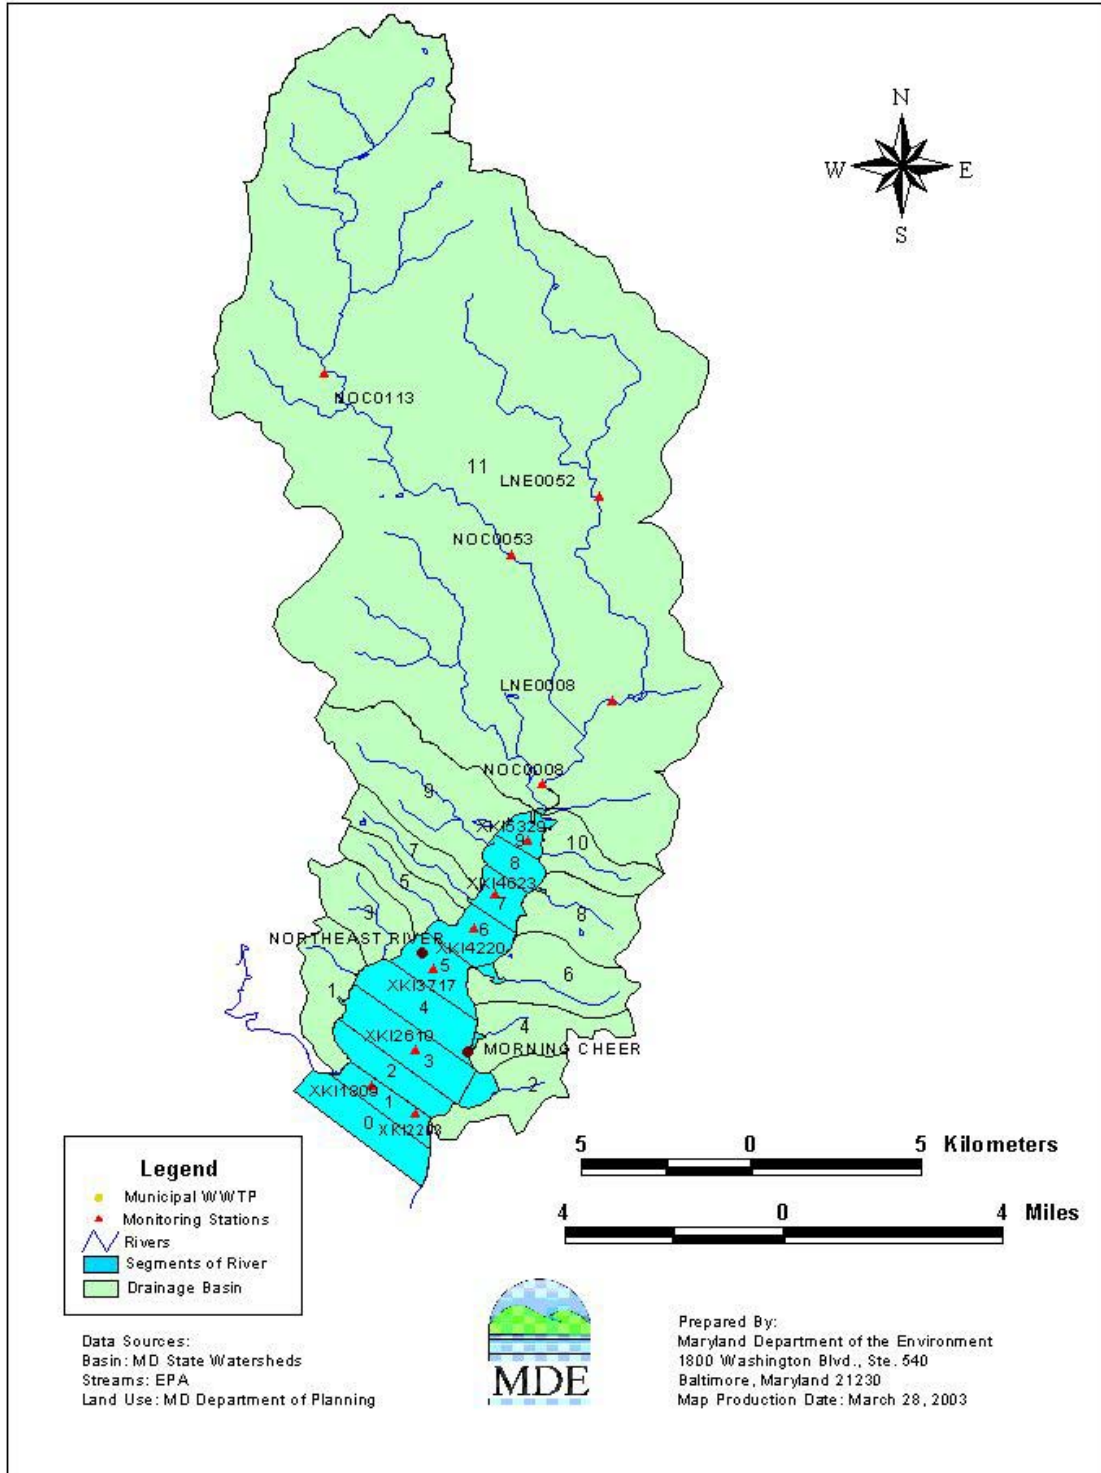 N
W E
S
NOC0113
11
LNE0052
NOC0053
LNE0008
NOC0008
9
XKI5329
9
10
7
8
5
XKI4623
7
3
8
NORTHEAST RIVER
6
XKI4220
5
6
XKI3717
1
4
4
XKI2610
3
MORNING CHEER
2
2
XKI1809
1
0
5 0 5 Kilometers
4 0 4 Miles
Legend
Municipal WWTP
Monitoring Stations
Rivers
Segments of River
Drainage Basin
Data Sources:
Basin: MD State Watersheds
Streams: EPA
Land Use: MD Department of Planning
MDE
Prepared By:
Maryland Department of the Environment
1800 Washington Blvd., Ste. 540
Baltimore, Maryland 21230
Map Production Date: March 28, 2003